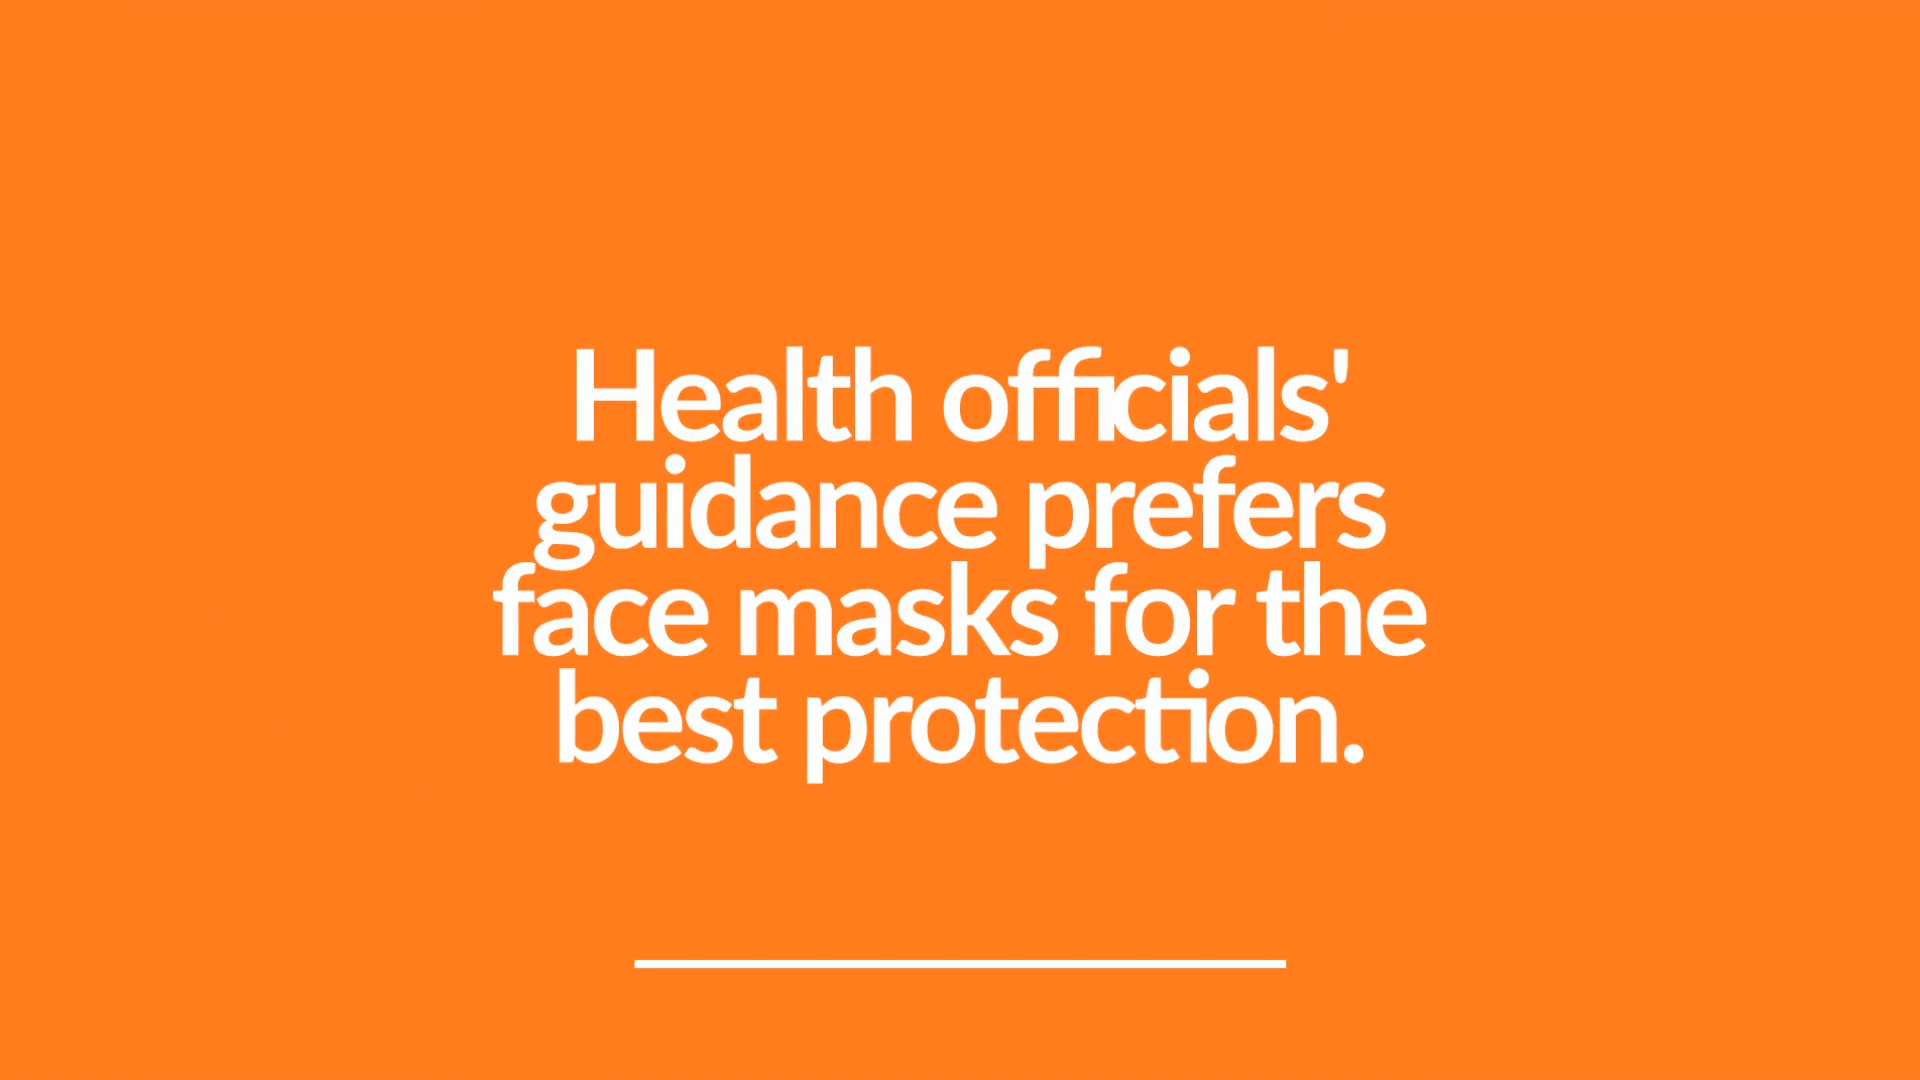 Health officials'
guidance prefers
face masks for the
best protection.